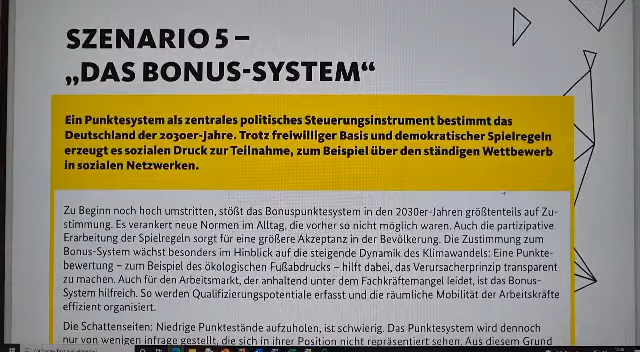 SZENARIO 5 –
„DAS BONUS-SYSTEM“
Ein Punktesystem als zentrales politisches Steuerungsinstrument bestimmt das
Deutschland der 2030er-Jahre. Trotz freiwilliger Basis und demokratischer Spielregeln
erzeugt es sozialen Druck zur Teilnahme, zum Beispiel über den ständigen Wettbewerb
in sozialen Netzwerken.
Zu Beginn noch hoch umstritten, stößt das Bonuspunktesystem in den 2030er-Jahren größtenteils auf Zu-
stimmung. Es verankert neue Normen im Alltag, die vorher so nicht möglich waren. Auch die partizipative
Erarbeitung der Spielregeln sorgt für eine größere Akzeptanz in der Bevölkerung. Die Zustimmung zum
Bonus-System wächst besonders im Hinblick auf die steigende Dynamik des Klimawandels: Eine Punkte-
bewertung – zum Beispiel des ökologischen Fußabdrucks – hilft dabei, das Verursacherprinzip transparent
zu machen. Auch für den Arbeitsmarkt, der anhaltend unter dem Fachkräftemangel leidet, ist das Bonus-
System hilfreich. So werden Qualifizierungspotentiale erfasst und die räumliche Mobilität der Arbeitskräfte
effizient organisiert.
Die Schattenseiten: Niedrige Punktestände aufzuholen, ist schwierig. Das Punktesystem wird dennoch
nur von wenigen infrage gestellt, die sich in ihrer Position nicht repräsentiert sehen. Aus diesem Grund